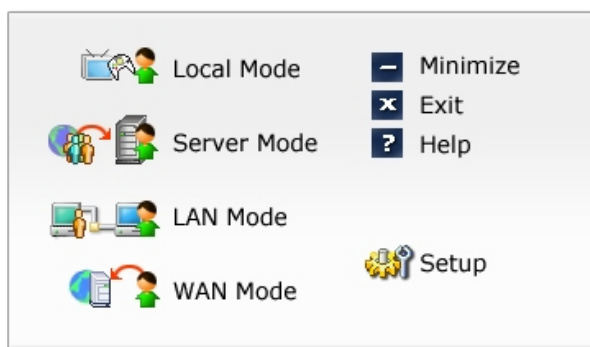 Local Mode
Server Mode
LAN Mode
WAN Mode
Minimize
Exit
Help
Setup